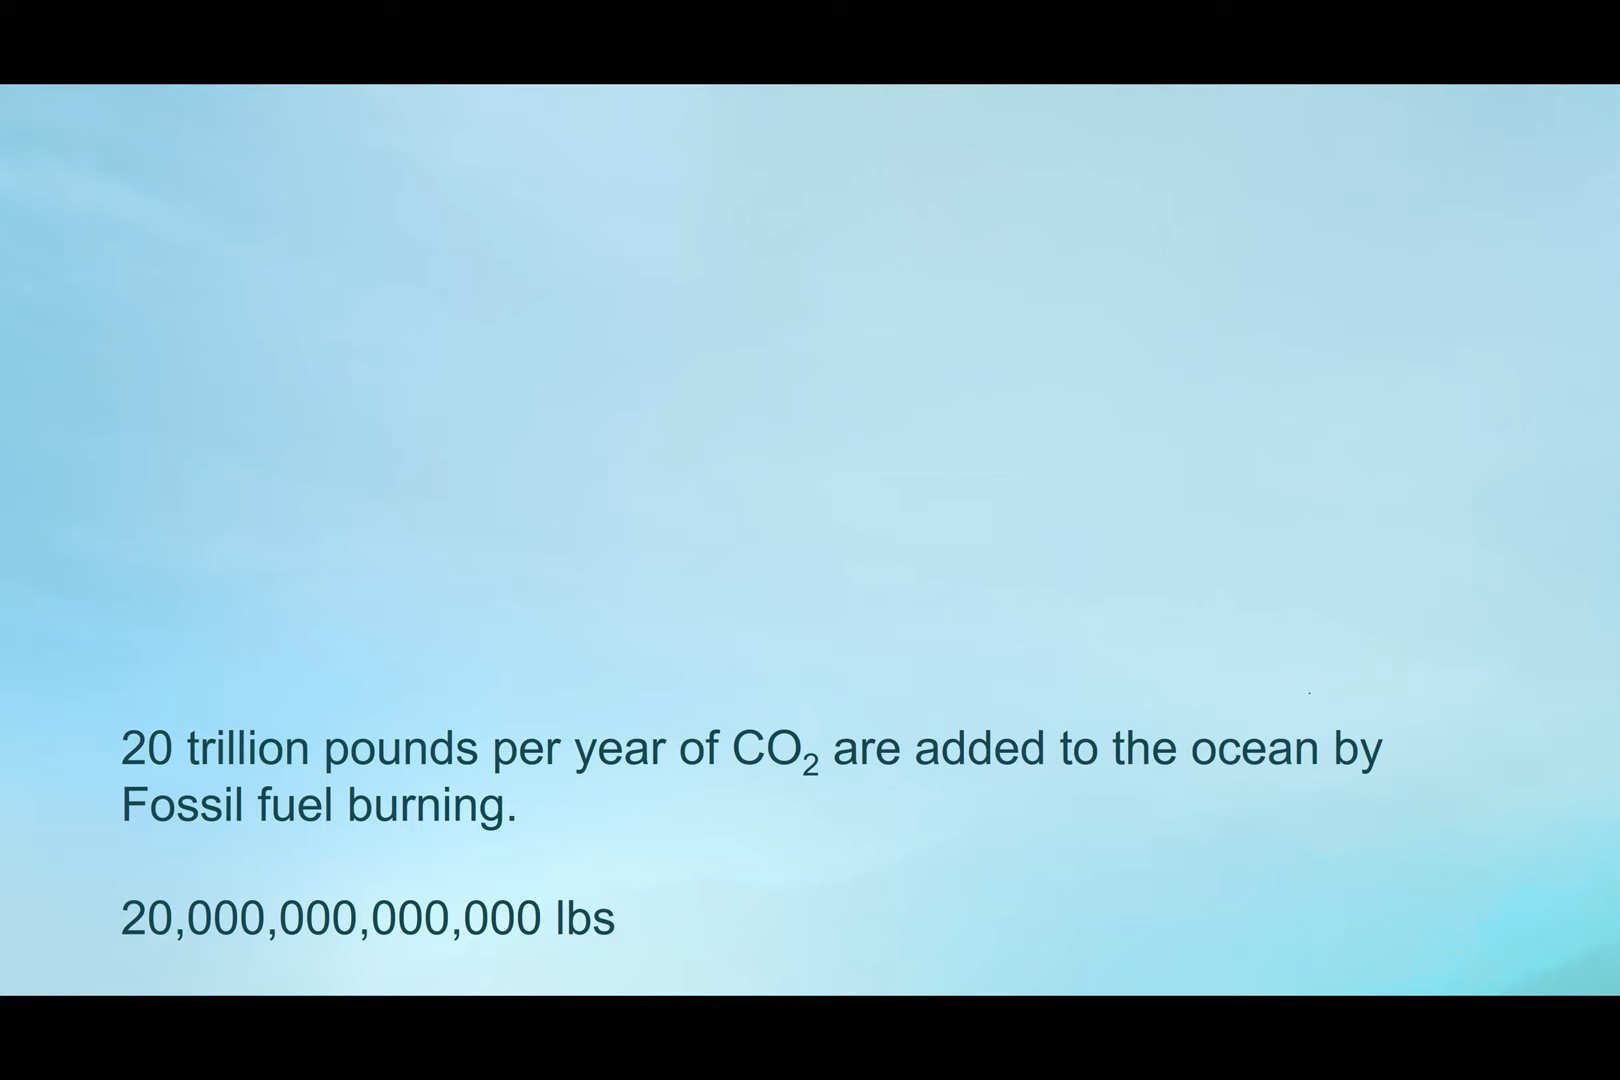 20 trillion pounds per year of CO₂ are added to the ocean by
Fossil fuel burning.
20,000,000,000,000 lbs